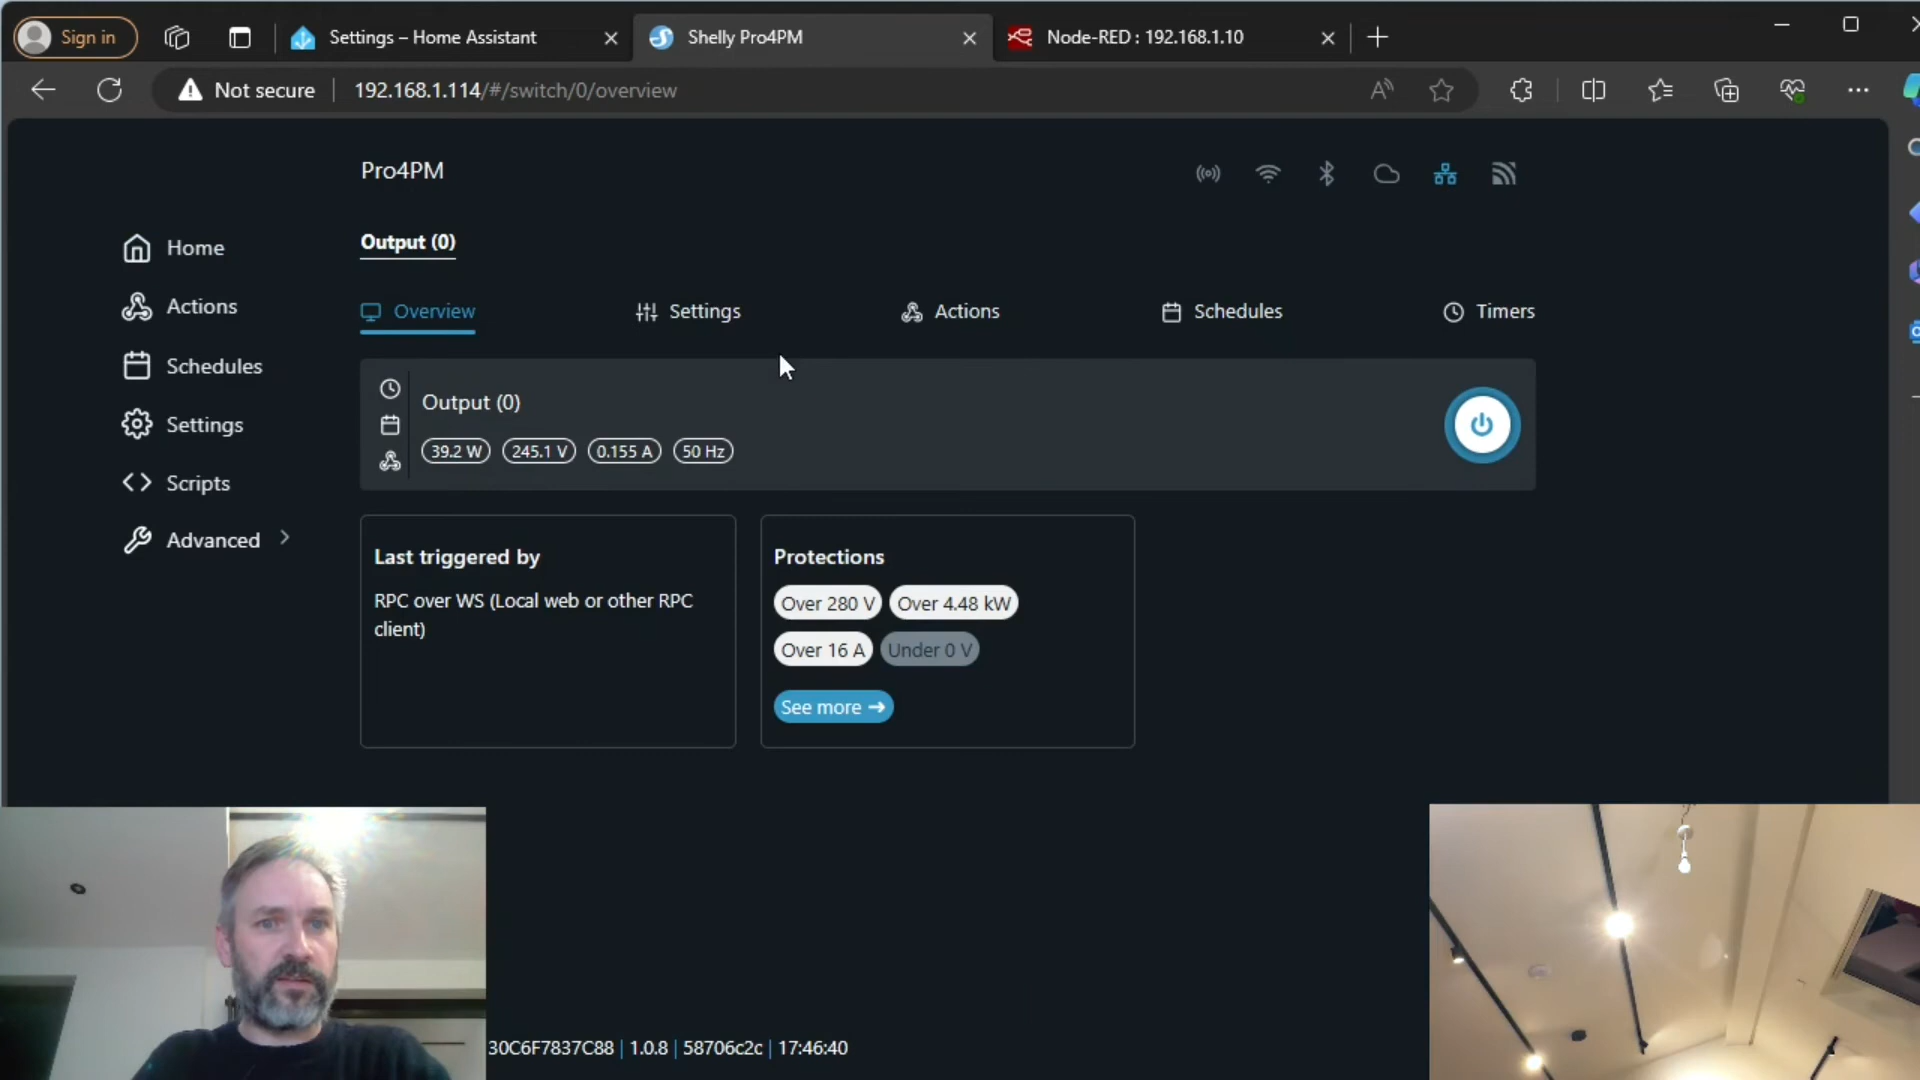 Sign in
Settings – Home Assistant
Shelly Pro4PM
Node-RED : 192.168.1.10
Not secure
192.168.1.114/#/switch/0/overview
Pro4PM
Output (0)
Home
Actions
Schedules
Settings
Scripts
Advanced
Overview
Settings
Actions
Schedules
Timers
Output (0)
39.2 W
245.1 V
0.155 A
50 Hz
Last triggered by
RPC over WS (Local web or other RPC
client)
Protections
Over 280 V
Over 4.48 kW
Over 16 A
Under 0 V
See more →
30C6F7837C88 | 1.0.8 | 58706c2c | 17:46:40